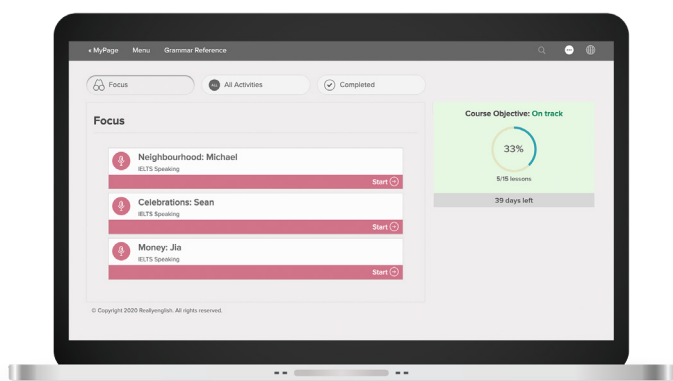 MyPage Menu Grammar Reference
Focus
ALL
All Activities
Completed
Focus
Neighbourhood: Michael
IELTS Speaking
Start
Celebrations: Sean
IELTS Speaking
Start
Money: Jia
IELTS Speaking
Start
Course Objective: On track
33%
5/15 lessons
39 days left
© Copyright 2020 Reallyenglish. All rights reserved.